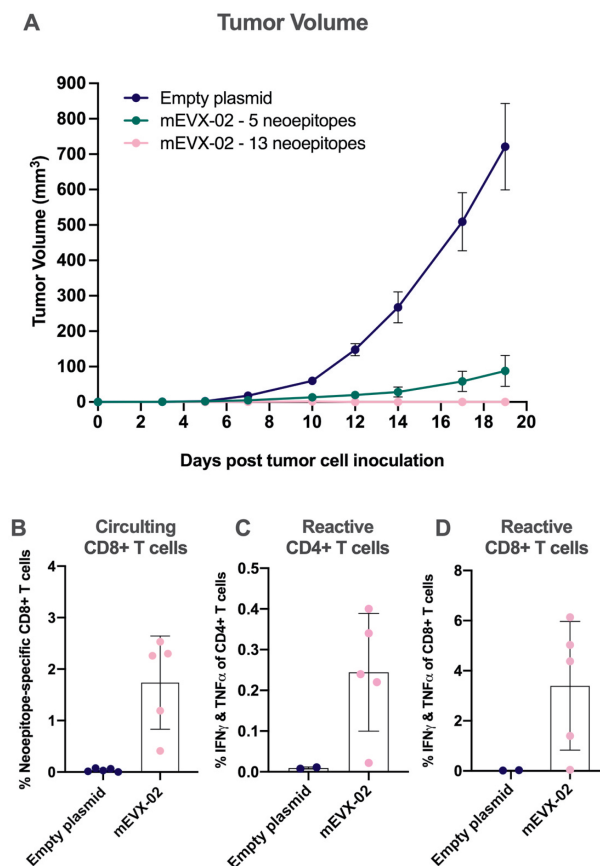 A
Tumor Volume
Empty plasmid
mEVX-02 - 5 neoepitopes
mEVX-02 - 13 neoepitopes
Tumor Volume (mm³)
900
800
700
600
500
400
300
200
100
0
0 2 4 6 8 10 12 14 16 18 20
Days post tumor cell inoculation
B
Circulting
CD8+ T cells
% Neoepitope-specific CD8+ T cells
4
3
2
1
0
Empty plasmid
mEVX-02
C
Reactive
CD4+ T cells
% IFNγ & TNFα of CD4+ T cells
0.5
0.4
0.3
0.2
0.1
0.0
Empty plasmid
mEVX-02
D
Reactive
CD8+ T cells
% IFNγ & TNFα of CD8+ T cells
8
6
4
2
0
Empty plasmid
mEVX-02